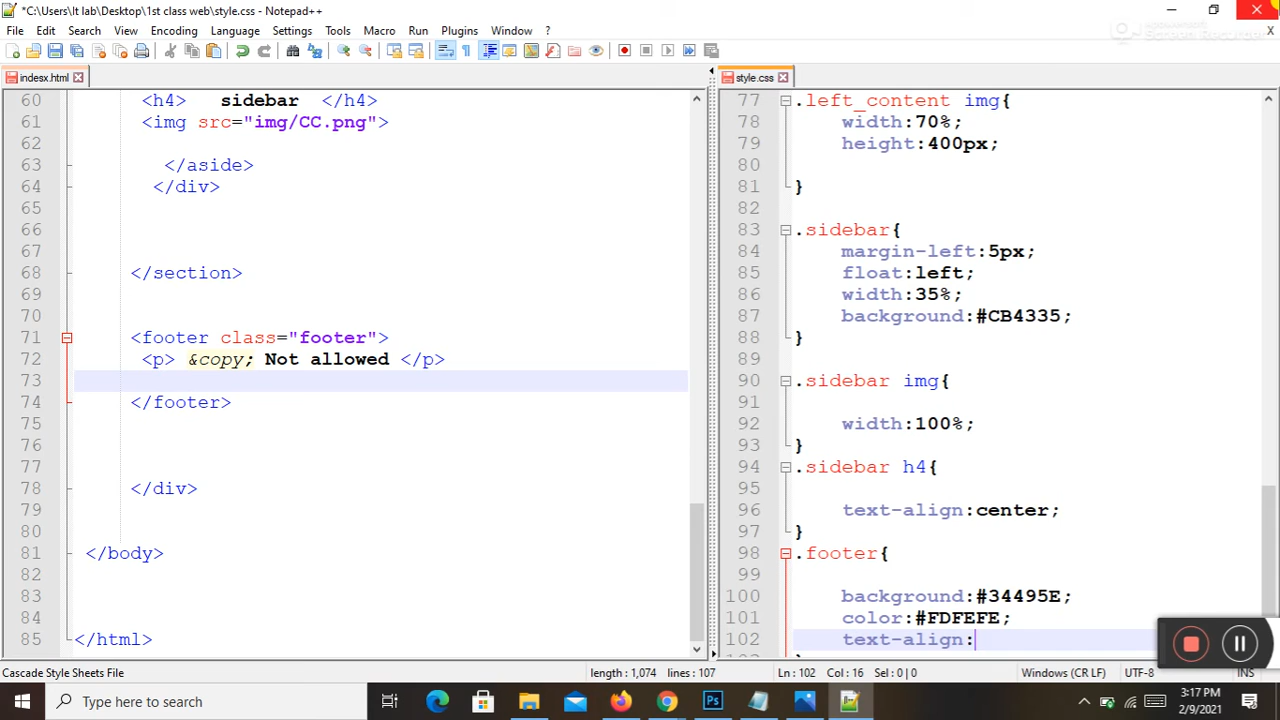 *C:\Users\It lab\Desktop\1st class web\style.css - Notepad++
File Edit Search View Encoding Language Settings Tools Macro Run Plugins Window ?
X
Screen Recorder
indesx.html
style.css
60 <h4> sidebar </h4>
61 <img src="img/CC.png">
62
63 </aside>
64 </div>
65
66
67
68 </section>
69
70
71 <footer class="footer">
72 <p> &copy; Not allowed </p>
73
74 </footer>
75
76
77
78 </div>
79
80
81 </body>
82
83
84
85 </html>
77 .left_content img{
78 width:70%;
79 height:400px;
80
81 }
82
83 .sidebar{
84 margin-left:5px;
85 float:left;
86 width:35%;
87 background:#CB4335;
88 }
89
90 .sidebar img{
91
92 width:100%;
93 }
94 .sidebar h4{
95
96 text-align:center;
97 }
98 .footer{
99
100 background:#34495E;
101 color:#FDFEFE;
102 text-align:
Cascade Style Sheets File length : 1,074 lines : 107 Ln : 102 Col : 16 Sel : 0 | 0 Windows (CR LF) UTF-8 INS
Type here to search
Ps
3:17 PM
2/9/2021